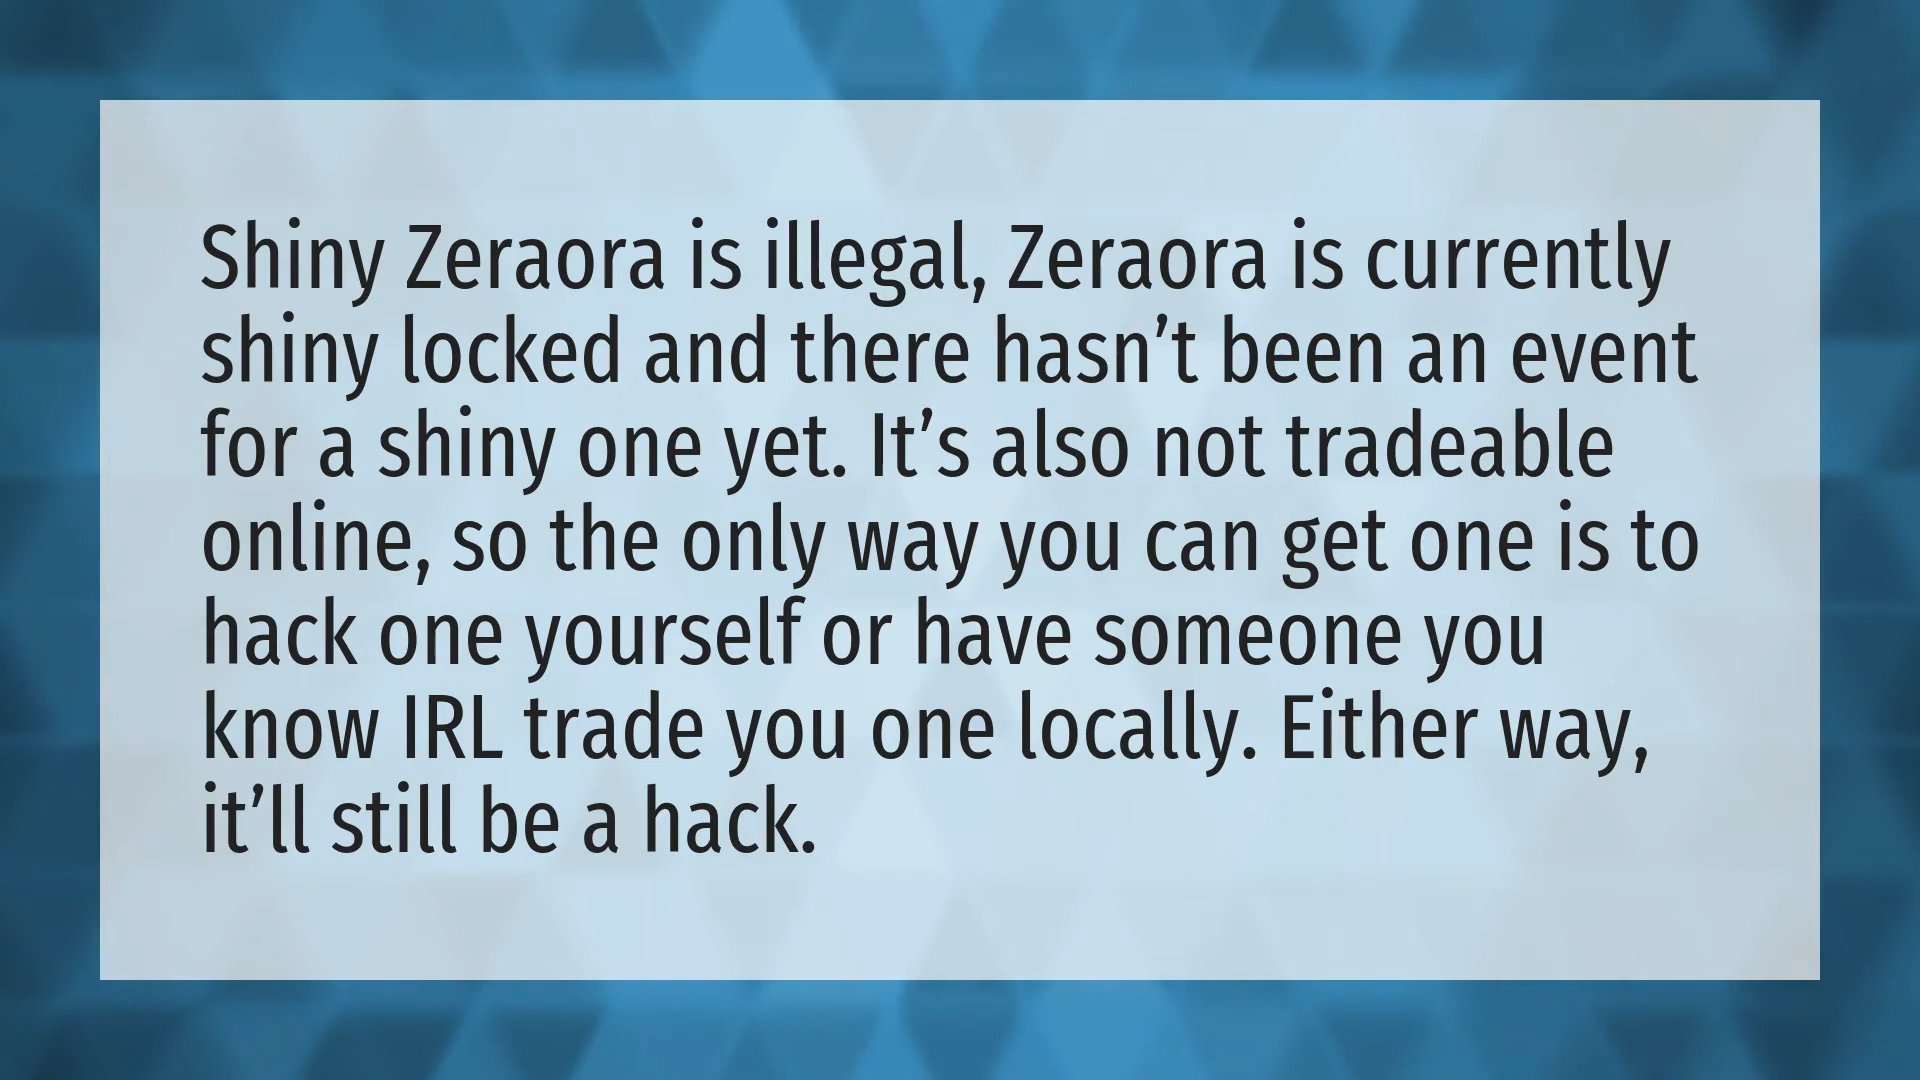 Shiny Zeraora is illegal, Zeraora is currently
shiny locked and there hasn’t been an event
for a shiny one yet. It’s also not tradeable
online, so the only way you can get one is to
hack one yourself or have someone you
know IRL trade you one locally. Either way,
it’ll still be a hack.